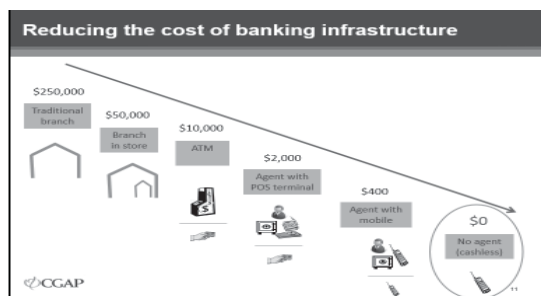 Reducing the cost of banking infrastructure
$250,000
Traditional
branch
$50,000
Branch
in store
$10,000
ATM
$
$2,000
Agent with
POS terminal
$400
Agent with
mobile
$0
No agent
(cashless)
CGAP
11